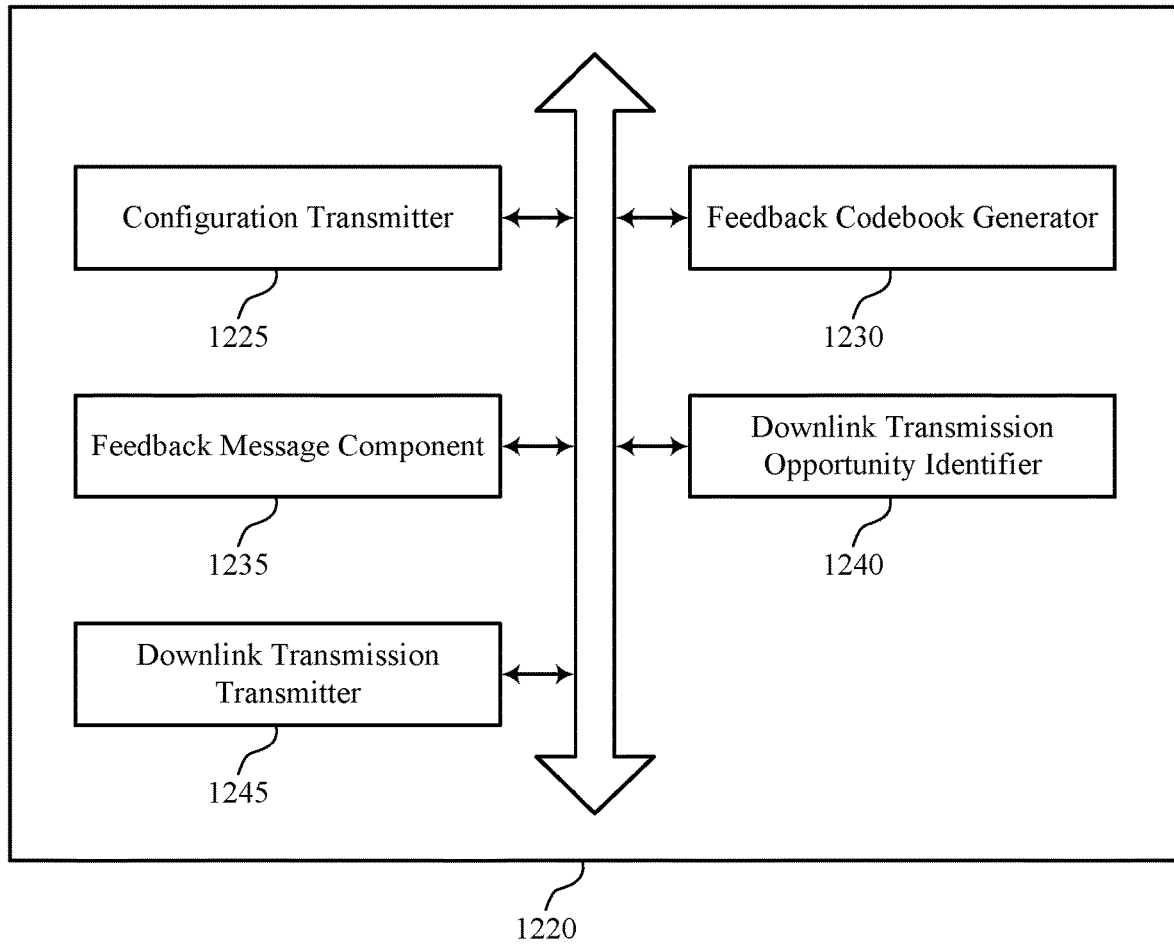 Configuration Transmitter
1225
Feedback Codebook Generator
1230
Feedback Message Component
1235
Downlink Transmission
Opportunity Identifier
1240
Downlink Transmission
Transmitter
1245
1220